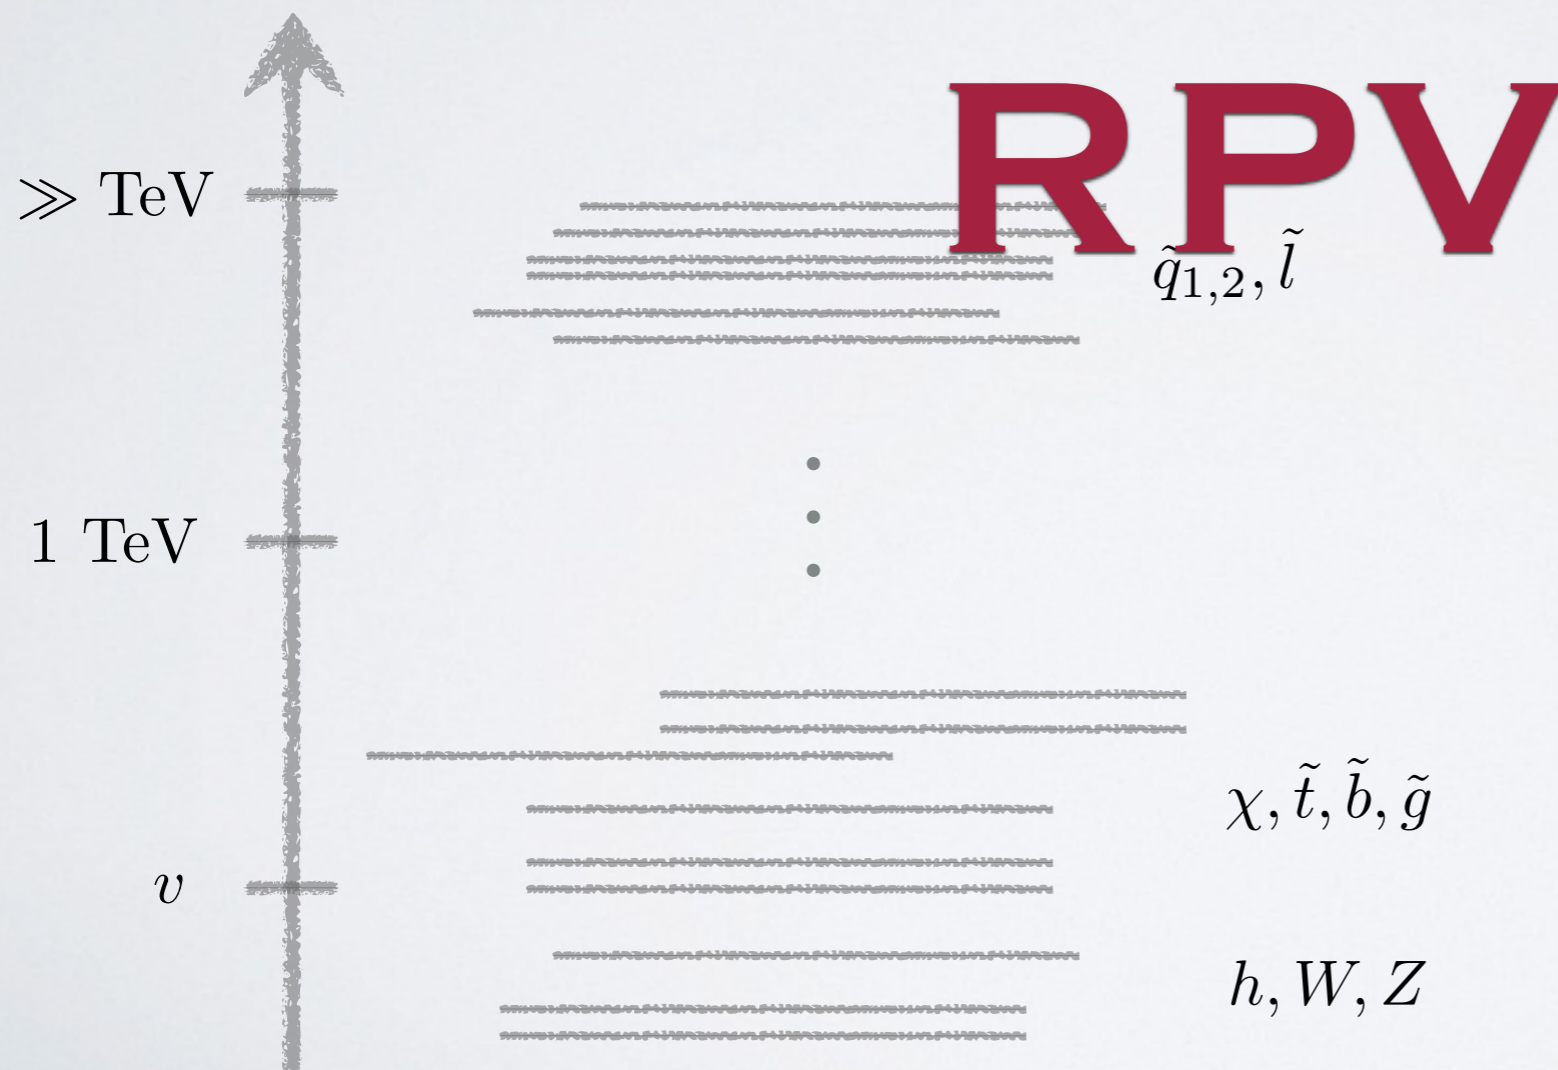 RPV
≫ TeV
q̃₁,₂, l̃
1 TeV
χ, t̃, b̃, g̃
v
h, W, Z